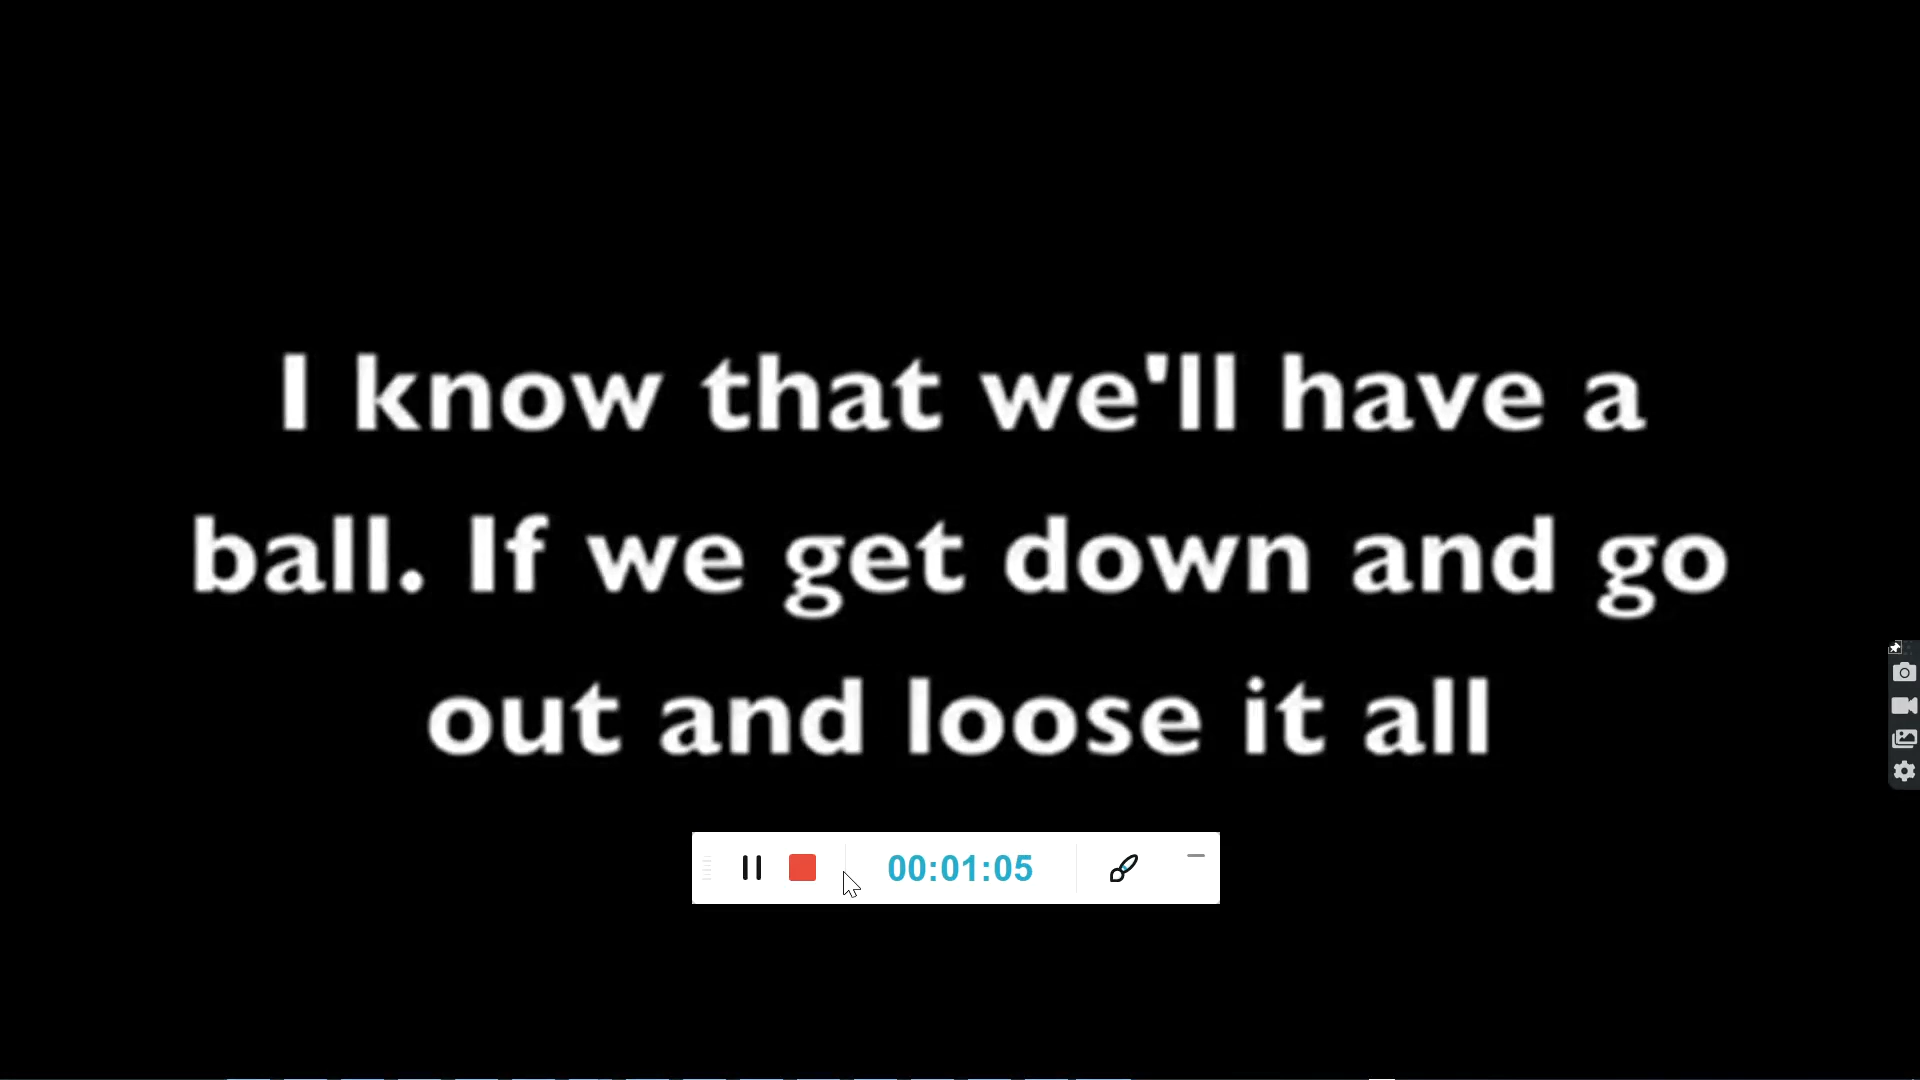 I know that we'll have a
ball. If we get down and go
out and loose it all
00:01:05